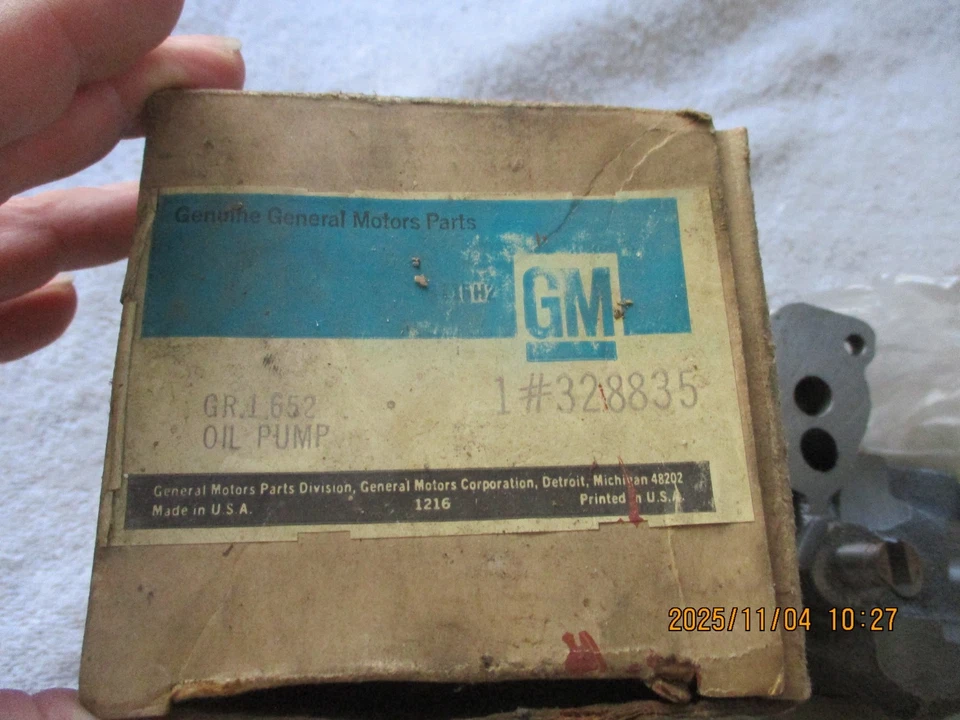 Genuine General Motors Parts
GM
1#328835
GR.1.652
OIL PUMP
General Motors Parts Division, General Motors Corporation, Detroit, Michigan 48202
Made in U.S.A. 1216 Printed in U.S.A.
2025/11/04 10:27